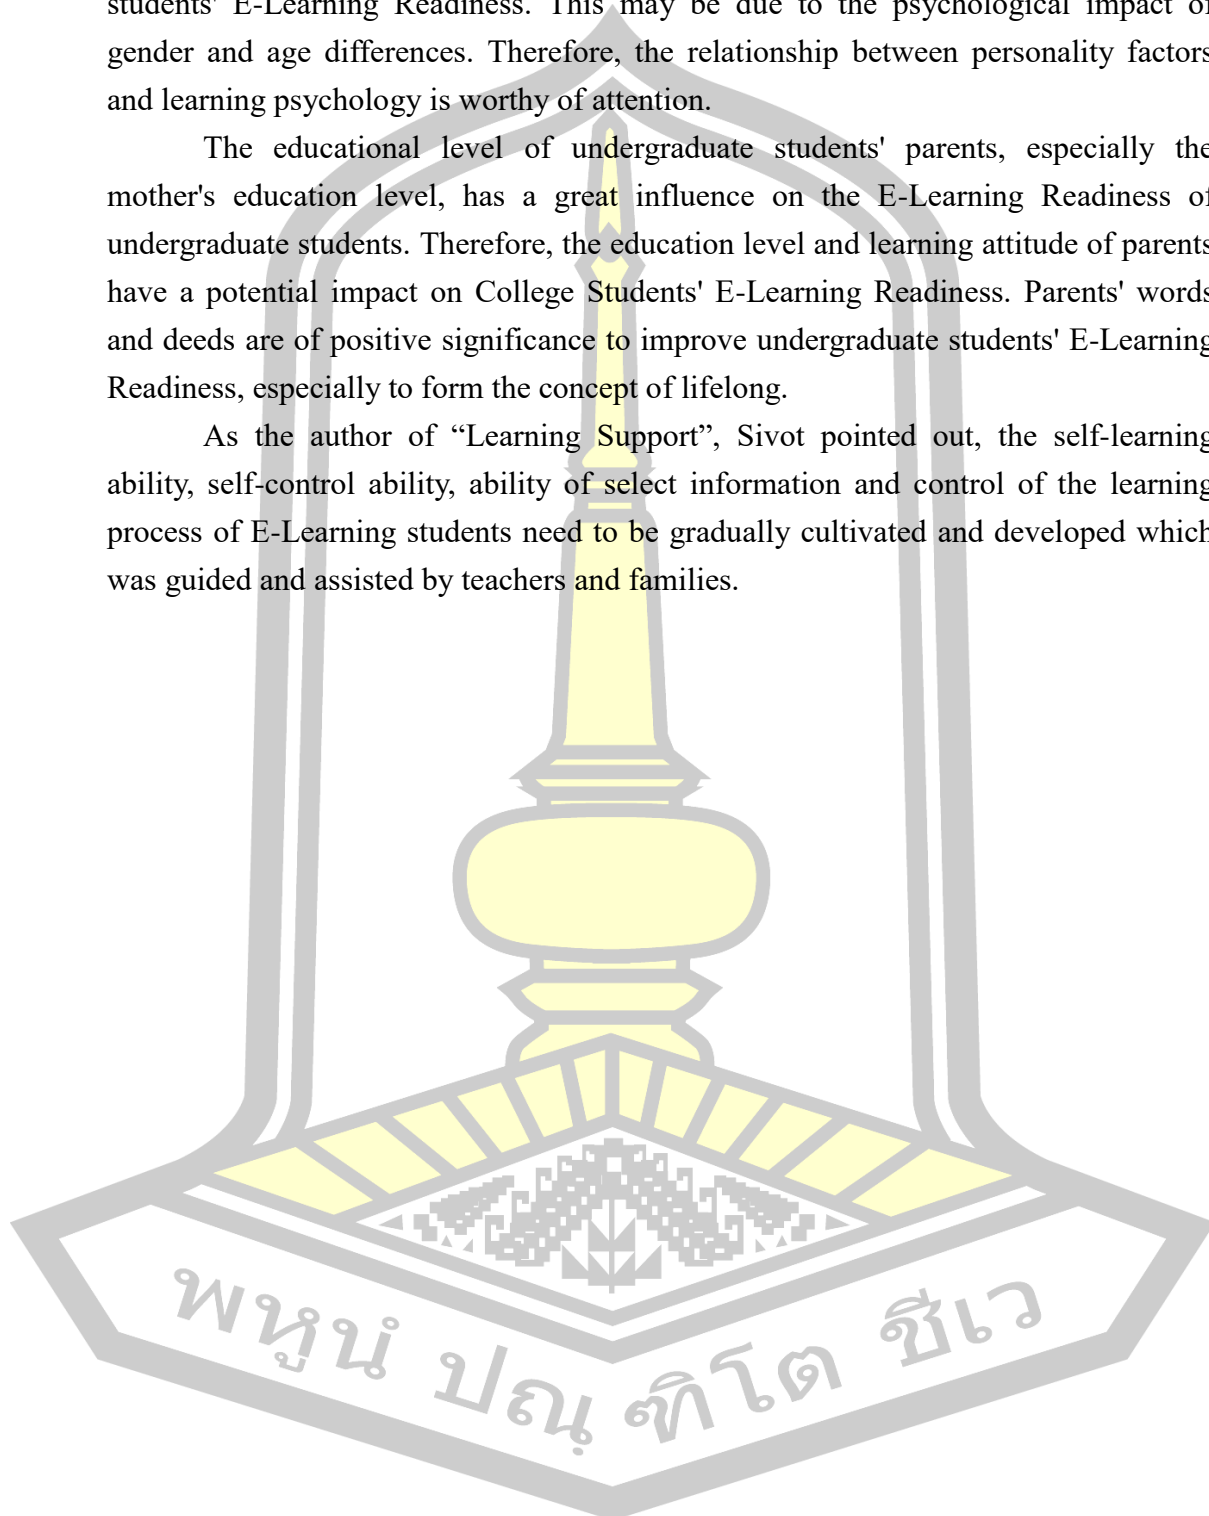 students' E-Learning Readiness. This may be due to the psychological impact of
gender and age differences. Therefore, the relationship between personality factors
and learning psychology is worthy of attention.
The educational level of undergraduate students' parents, especially the
mother's education level, has a great influence on the E-Learning Readiness of
undergraduate students. Therefore, the education level and learning attitude of parents
have a potential impact on College Students' E-Learning Readiness. Parents' words
and deeds are of positive significance to improve undergraduate students' E-Learning
Readiness, especially to form the concept of lifelong.
As the author of “Learning Support”, Sivot pointed out, the self-learning
ability, self-control ability, ability of select information and control of the learning
process of E-Learning students need to be gradually cultivated and developed which
was guided and assisted by teachers and families.
พหูนํ ปณฺ ฑิโต ชีเว